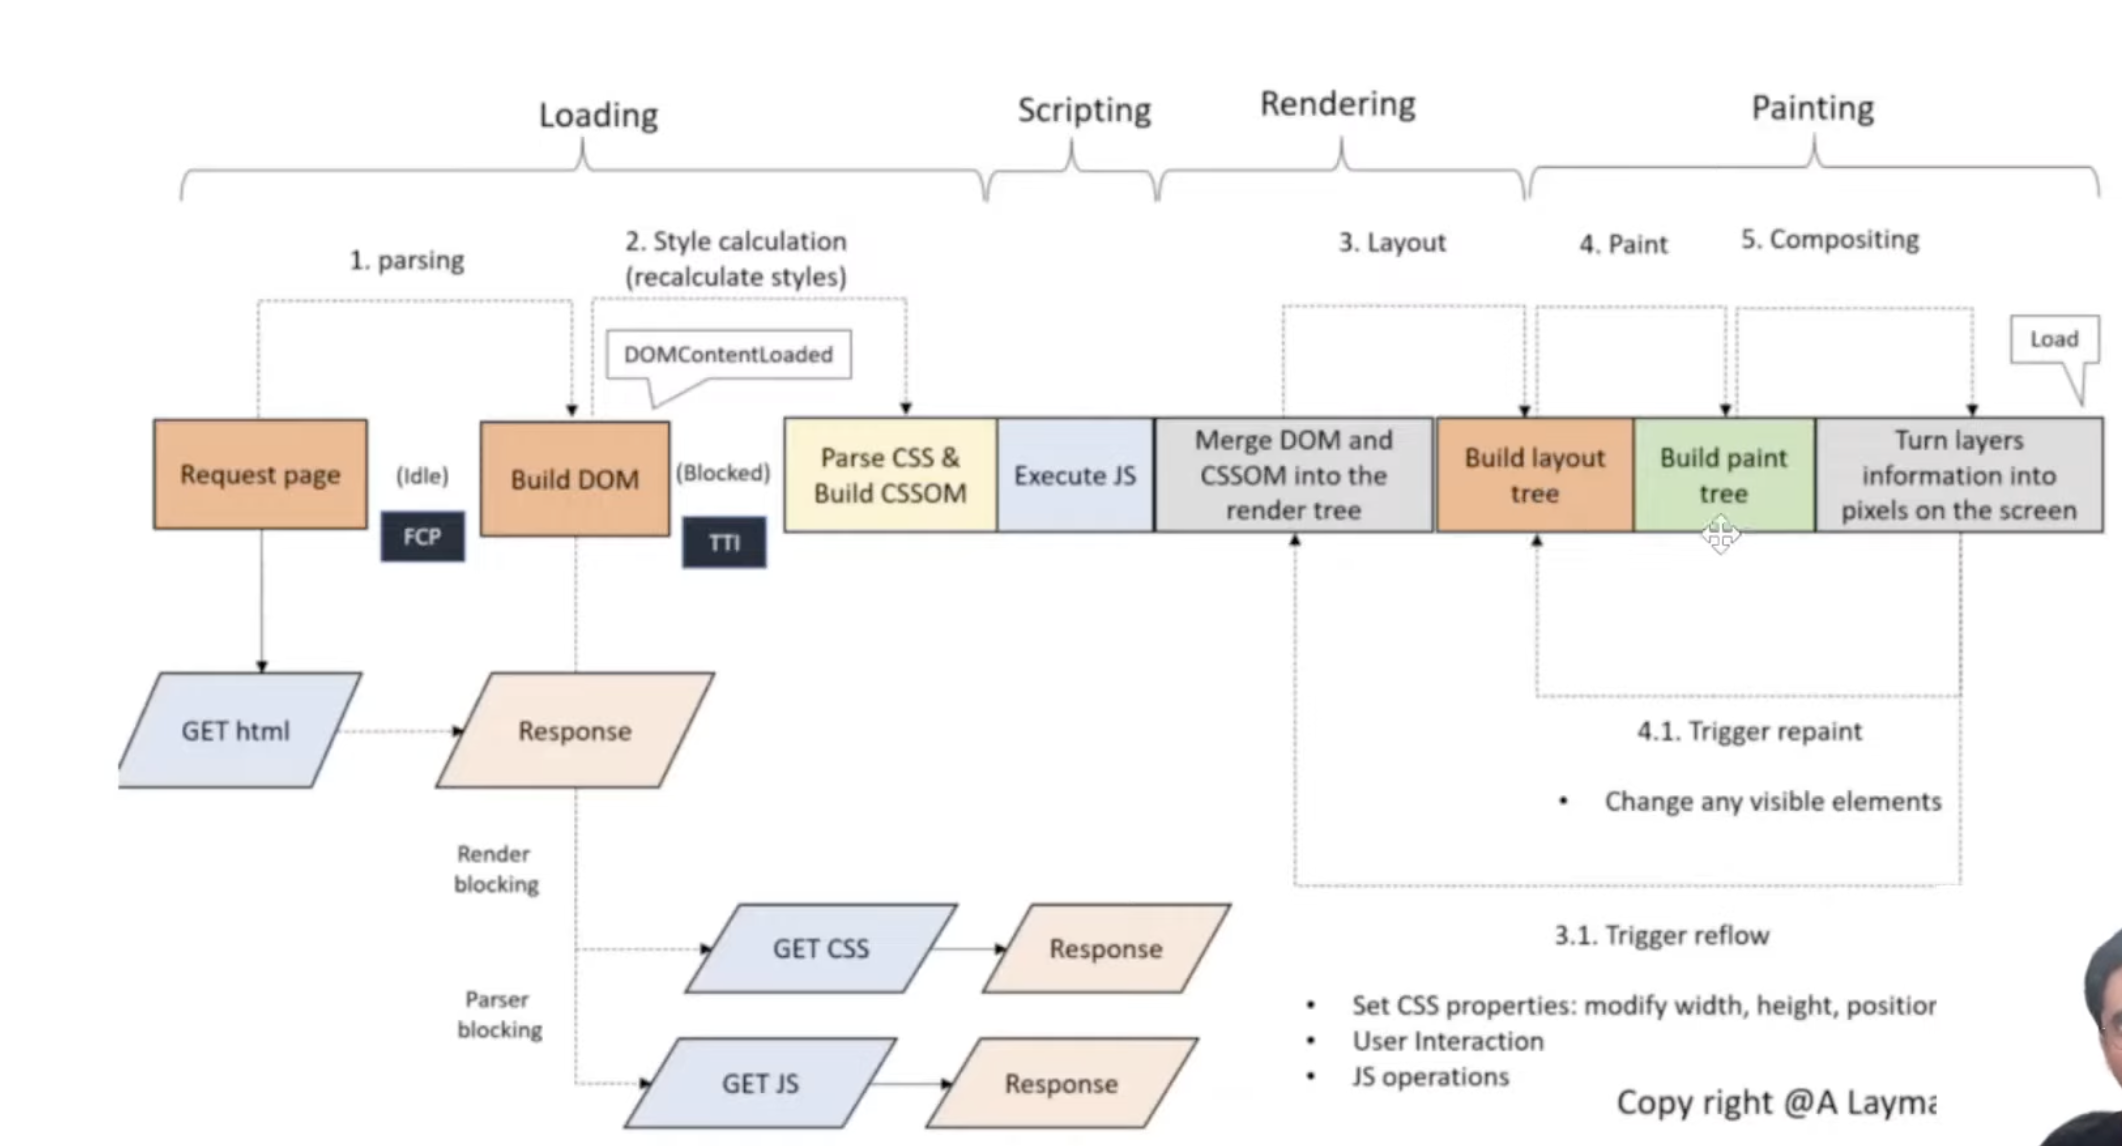 Loading
Scripting
Rendering
Painting
1. parsing
2. Style calculation
(recalculate styles)
3. Layout
4. Paint
5. Compositing
DOMContentLoaded
Load
Request page
(Idle)
FCP
Build DOM
(Blocked)
TTI
Parse CSS &
Build CSSOM
Execute JS
Merge DOM and
CSSOM into the
render tree
Build layout
tree
Build paint
tree
Turn layers
information into
pixels on the screen
GET html
Response
4.1. Trigger repaint
• Change any visible elements
Render
blocking
GET CSS
Response
Parser
blocking
GET JS
Response
3.1. Trigger reflow
• Set CSS properties: modify width, height, position
• User Interaction
• JS operations
Copy right @A